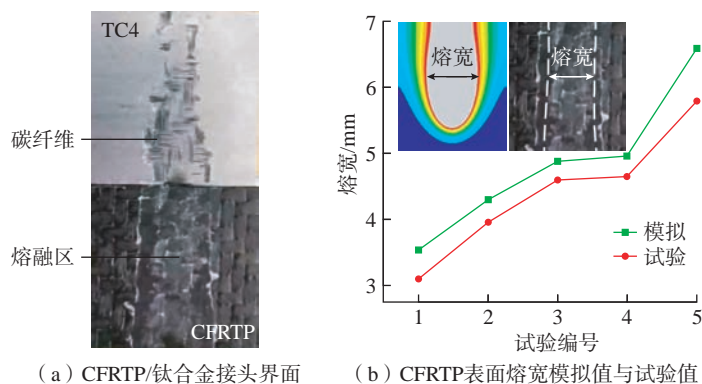 TC4
碳纤维
熔融区
CFRTP
(a)CFRTP/钛合金接头界面
7
6
5
4
3
熔宽/mm
熔宽
熔宽
模拟
试验
1 2 3 4 5
试验编号
(b)CFRTP表面熔宽模拟值与试验值